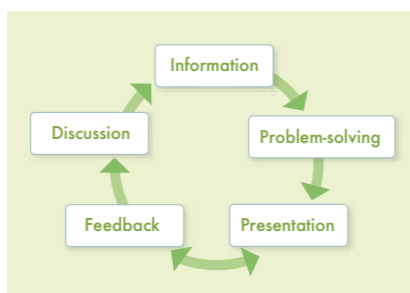 Information
Problem-solving
Presentation
Feedback
Discussion